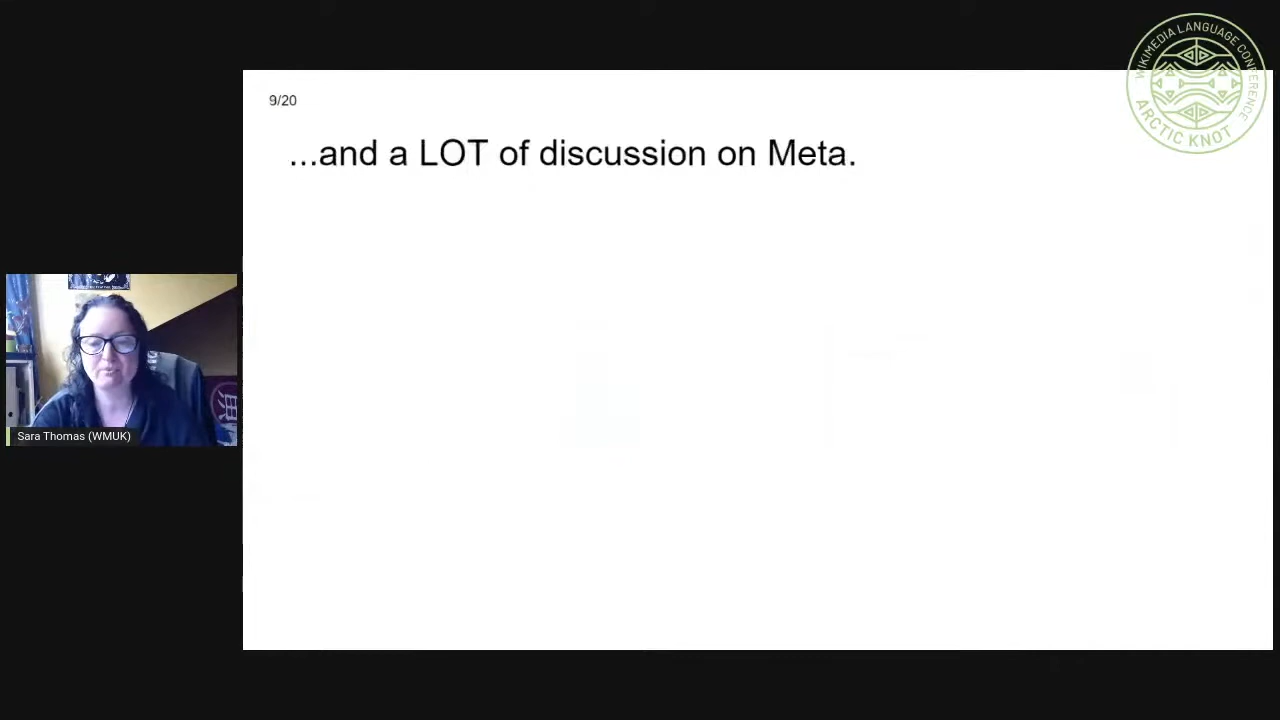 WIKIMEDIA LANGUAGE CONFERENCE
ARCTIC KNOT
9/20
...and a LOT of discussion on Meta.
Sara Thomas (WMUK)